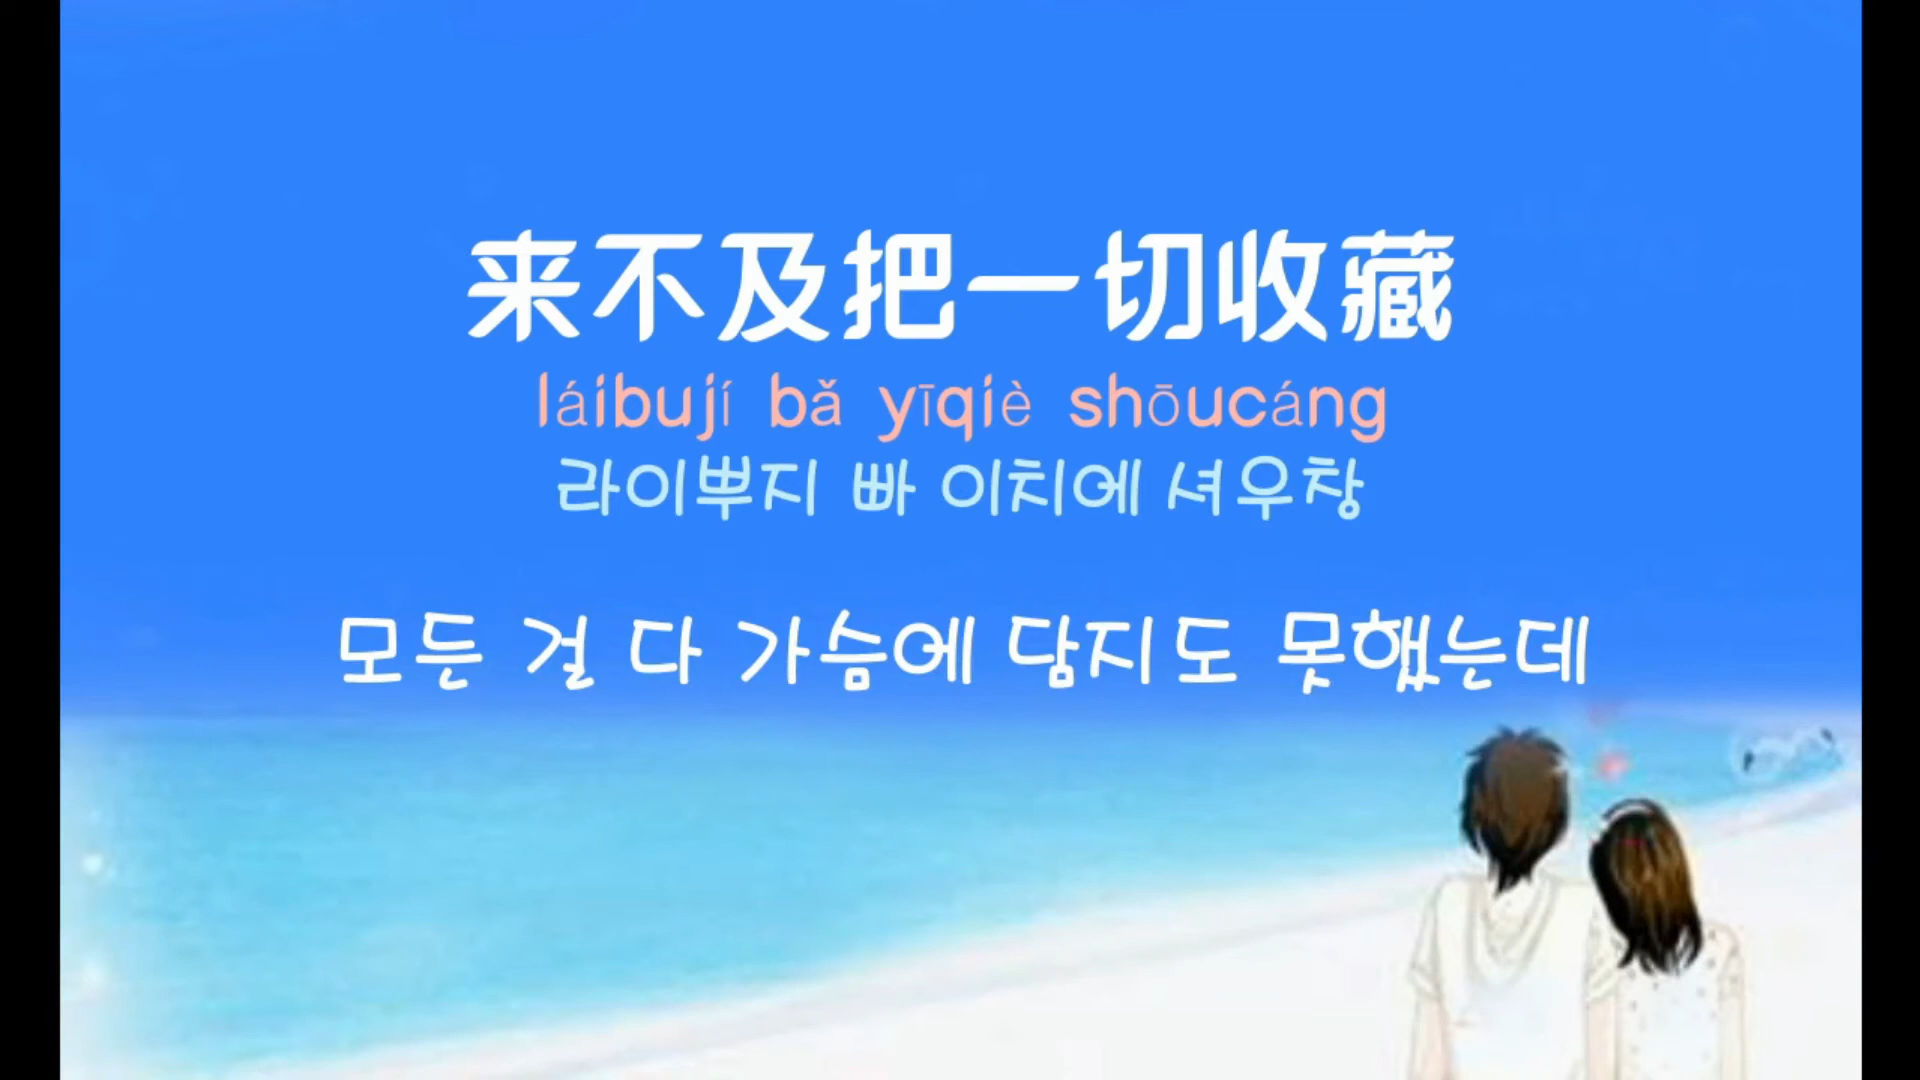 来不及把一切收藏
láibují bǎ yīqiè shōucáng
라이뿌지 빠 이치에 셔우창
모든 걸 다 가슴에 담지도 못했는데